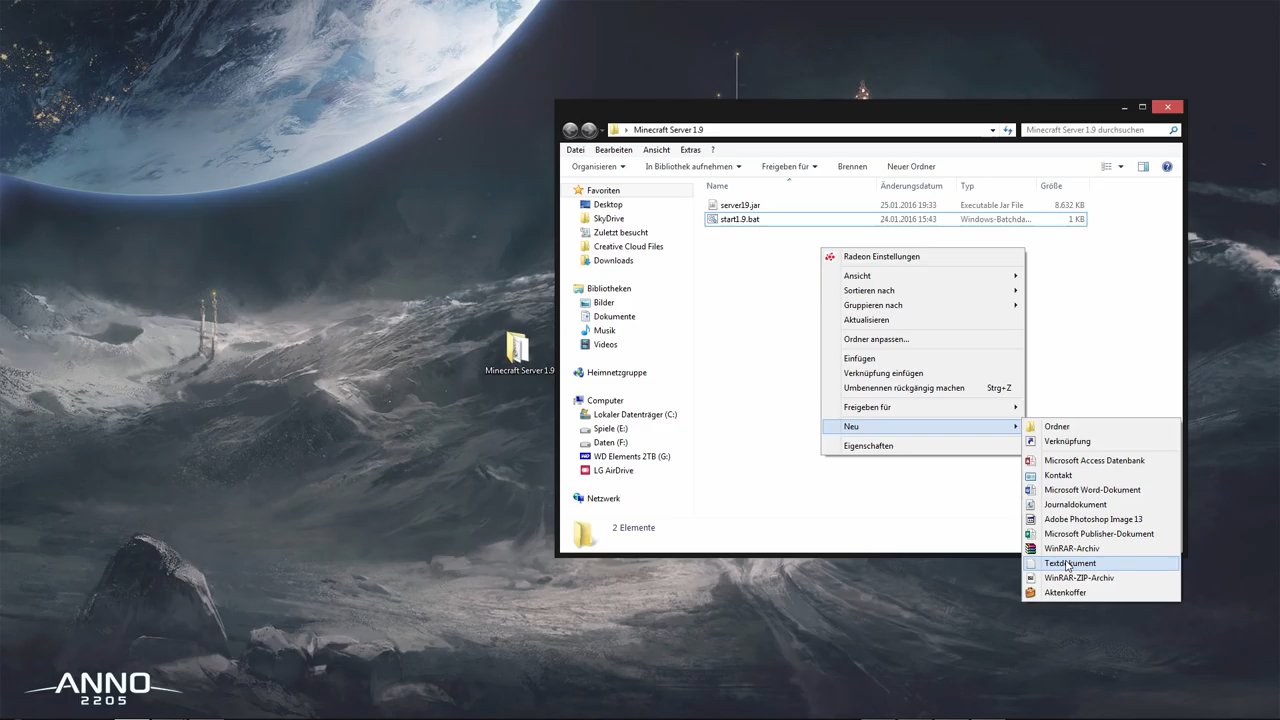 Minecraft Server 1.9
Minecraft Server 1.9 durchsuchen
Datei Bearbeiten Ansicht Extras ?
Organisieren In Bibliothek aufnehmen Freigeben für Brennen Neuer Ordner
Favoriten
Desktop
SkyDrive
Zuletzt besucht
Creative Cloud Files
Downloads
Bibliotheken
Bilder
Dokumente
Musik
Videos
Heimnetzgruppe
Computer
Lokaler Datenträger (C:)
Spiele (E:)
Daten (F:)
WD Elements 2TB (G:)
LG AirDrive
Netzwerk
Name Änderungsdatum Typ Größe
server19.jar 25.01.2016 19:33 Executable Jar File 8.632 KB
start1.9.bat 24.01.2016 15:43 Windows-Batchda... 1 KB
Radeon Einstellungen
Ansicht
Sortieren nach
Gruppieren nach
Aktualisieren
Ordner anpassen...
Einfügen
Verknüpfung einfügen
Umbenennen rückgängig machen Strg+Z
Freigeben für
Neu
Eigenschaften
Ordner
Verknüpfung
Microsoft Access Datenbank
Kontakt
Microsoft Word-Dokument
Journaldokument
Adobe Photoshop Image 13
Microsoft Publisher-Dokument
WinRAR-Archiv
Textdokument
WinRAR-ZIP-Archiv
Aktenkoffer
2 Elemente
Minecraft Server 1.9
ANNO
2205